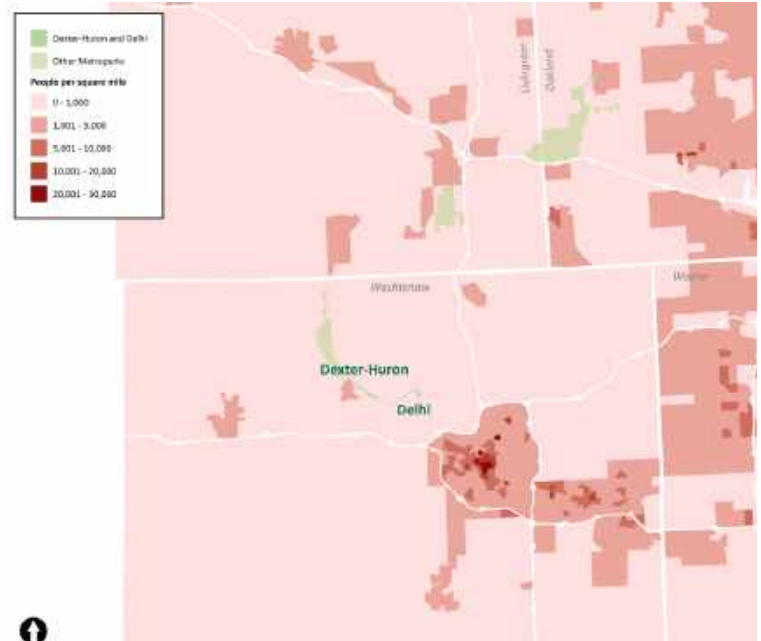 Dexter-Huron and Delhi
Other Metroparks
People per square mile
0 - 1,000
1,001 - 5,000
5,001 - 10,000
10,001 - 20,000
20,001 - 30,000
Livingston
Oakland
Washtenaw
Wayne
Dexter-Huron
Delhi